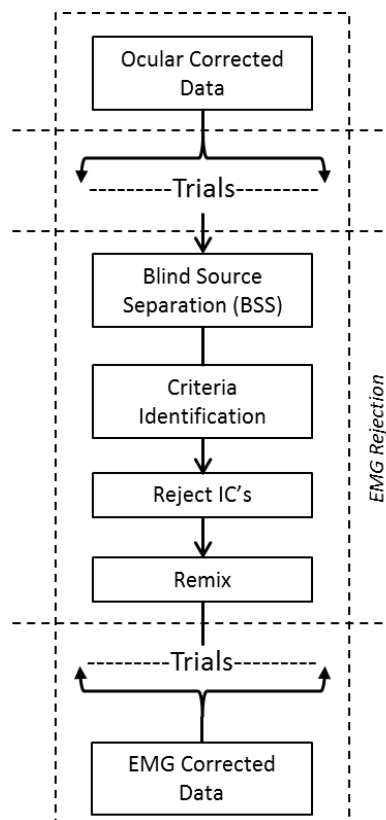 Ocular Corrected
Data
Trials
Blind Source
Separation (BSS)
Criteria
Identification
Reject IC's
Remix
Trials
EMG Corrected
Data
EMG Rejection